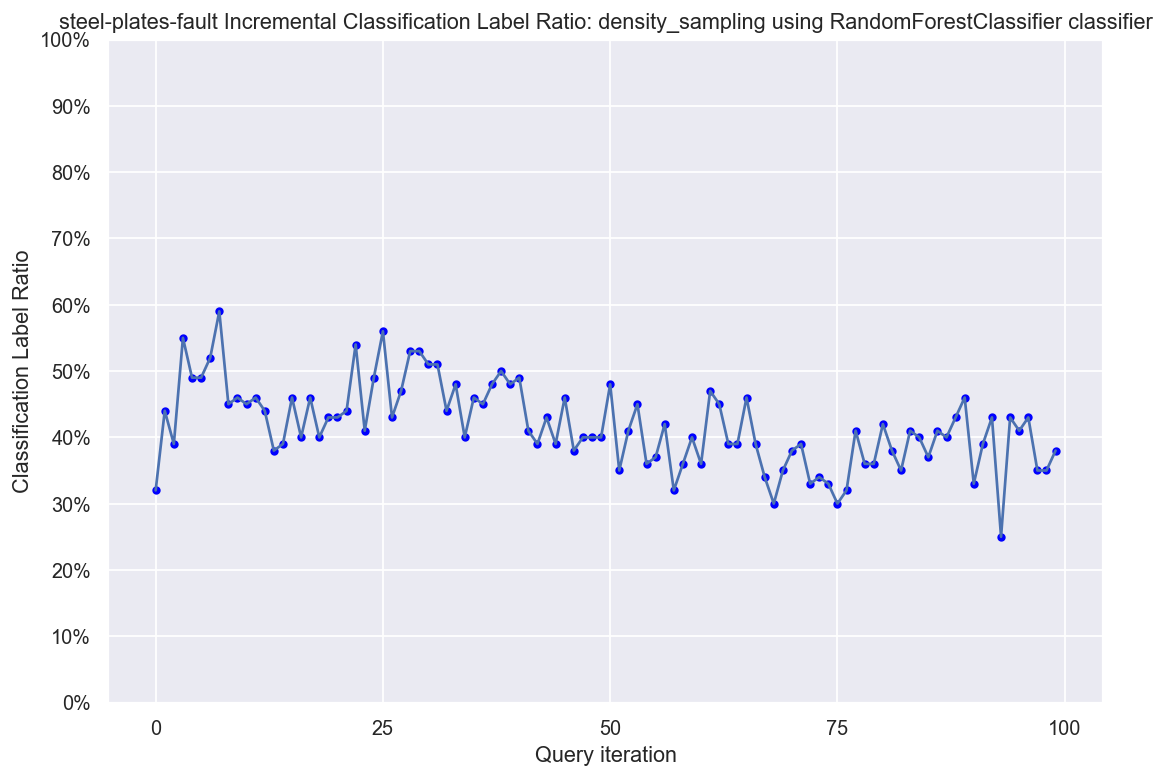 steel-plates-fault Incremental Classification Label Ratio: density_sampling using RandomForestClassifier classifier
100%
90%
80%
70%
60%
50%
40%
30%
20%
10%
0%
Classification Label Ratio
0 25 50 75 100
Query iteration